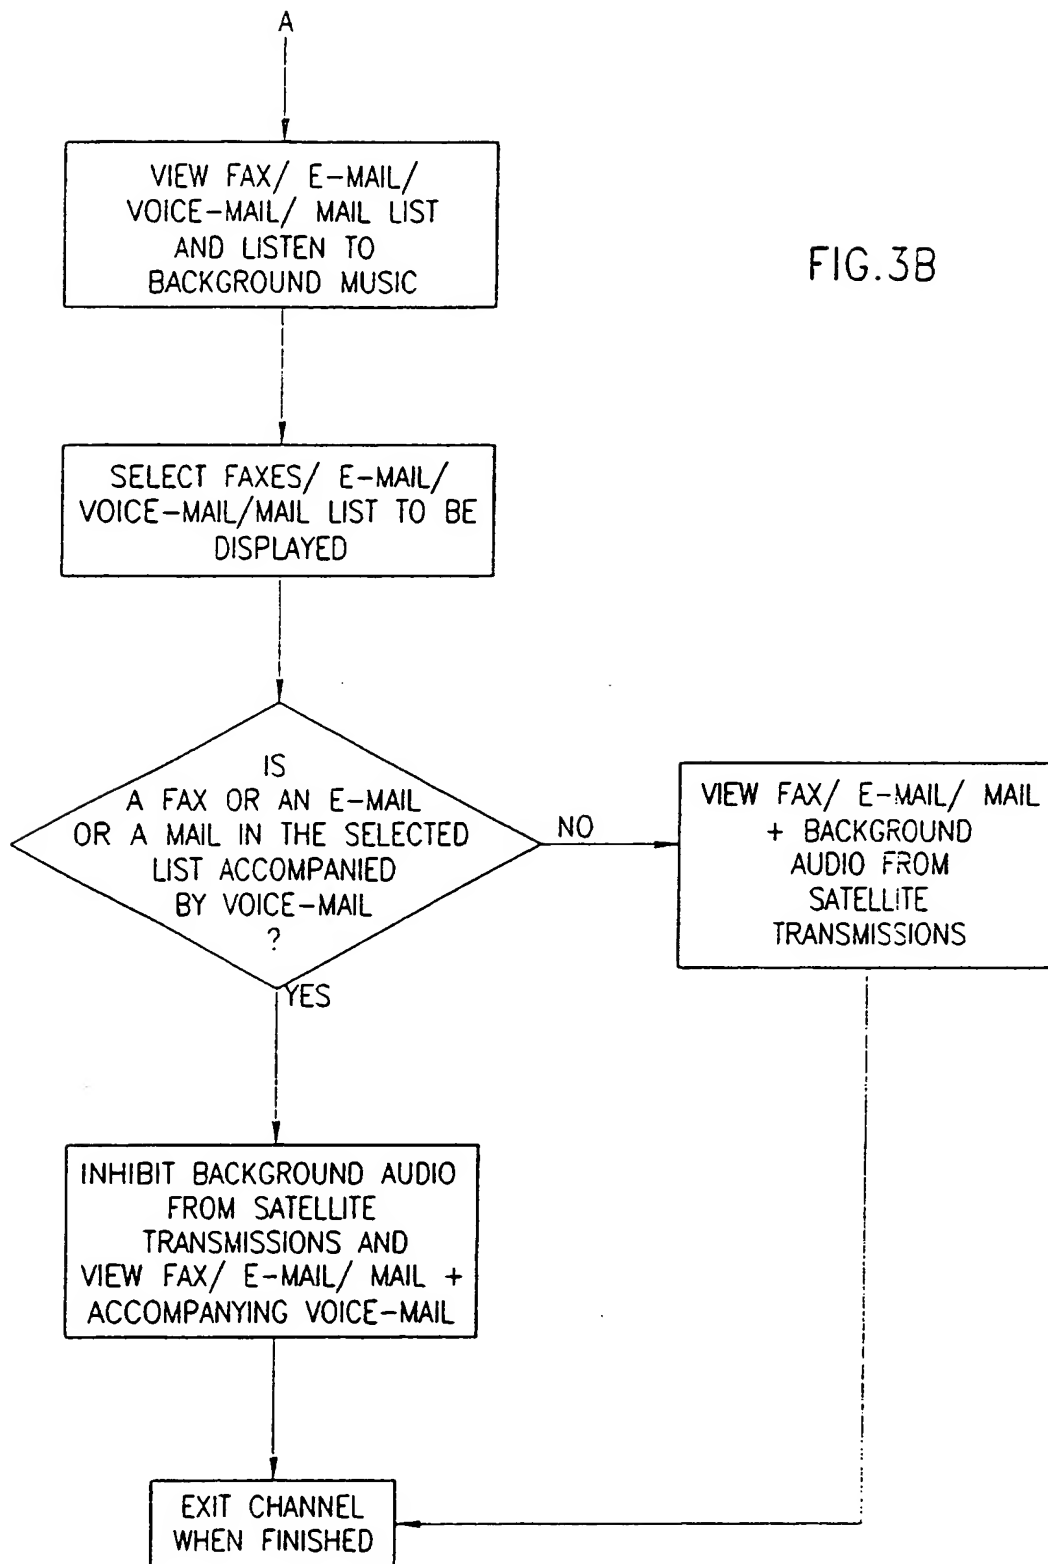 A
VIEW FAX/ E-MAIL/
VOICE-MAIL/ MAIL LIST
AND LISTEN TO
BACKGROUND MUSIC
FIG.3B
SELECT FAXES/ E-MAIL/
VOICE-MAIL/MAIL LIST TO BE
DISPLAYED
IS
A FAX OR AN E-MAIL
OR A MAIL IN THE SELECTED
LIST ACCOMPANIED
BY VOICE-MAIL
?
NO
VIEW FAX/ E-MAIL/ MAIL
+ BACKGROUND
AUDIO FROM
SATELLITE
TRANSMISSIONS
YES
INHIBIT BACKGROUND AUDIO
FROM SATELLITE
TRANSMISSIONS AND
VIEW FAX/ E-MAIL/ MAIL +
ACCOMPANYING VOICE-MAIL
EXIT CHANNEL
WHEN FINISHED